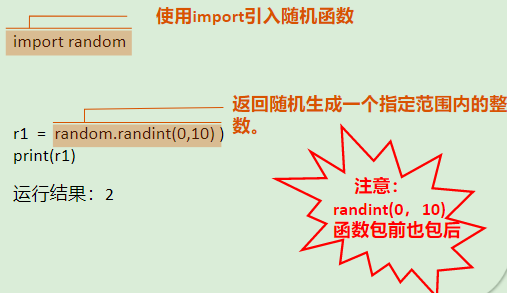 使用import引入随机函数
import random
返回随机生成一个指定范围内的整
数。
r1 = random.randint(0,10) )
print(r1)
运行结果：2
注意：
randint(0，10)
函数包前也包后